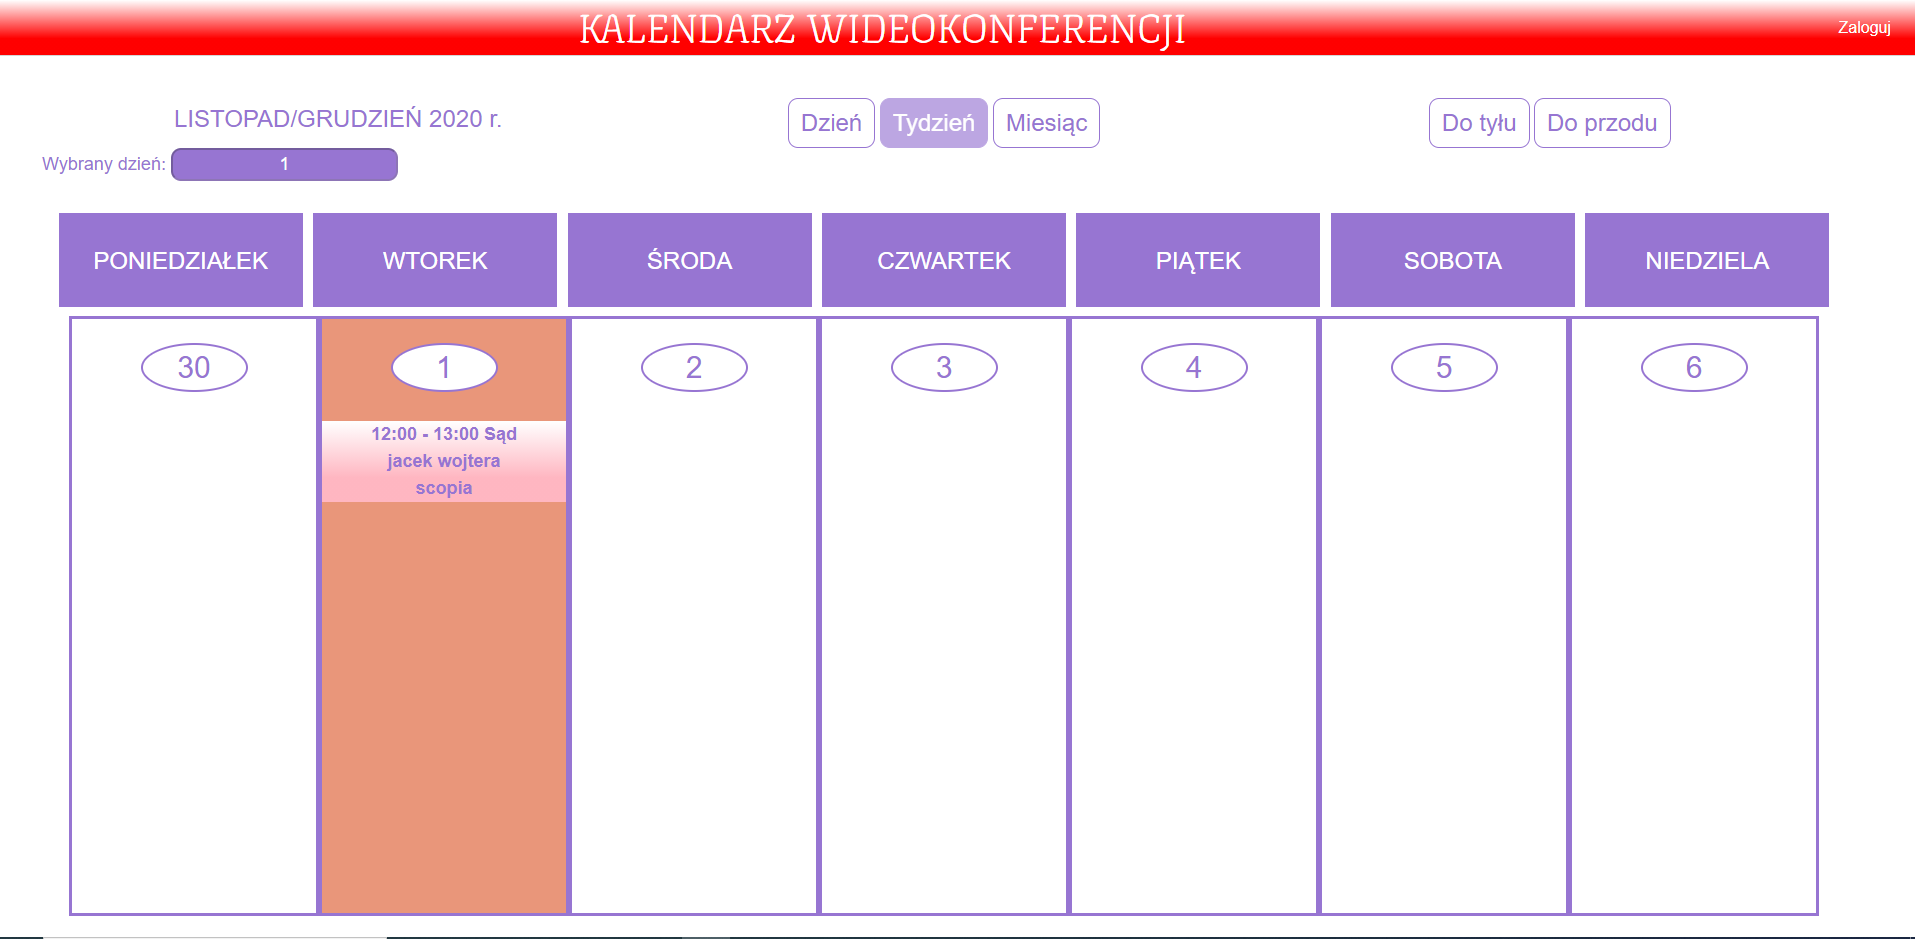 KALENDARZ WIDEOKONFERENCJI
Zaloguj
LISTOPAD/GRUDZIEŃ 2020 r.
Dzień Tydzień Miesiąc
Do tyłu Do przodu
Wybrany dzień: 1
PONIEDZIAŁEK WTOREK ŚRODA CZWARTEK PIĄTEK SOBOTA NIEDZIELA
30 1 2 3 4 5 6
12:00 - 13:00 Sąd
jacek wojtera
scopia